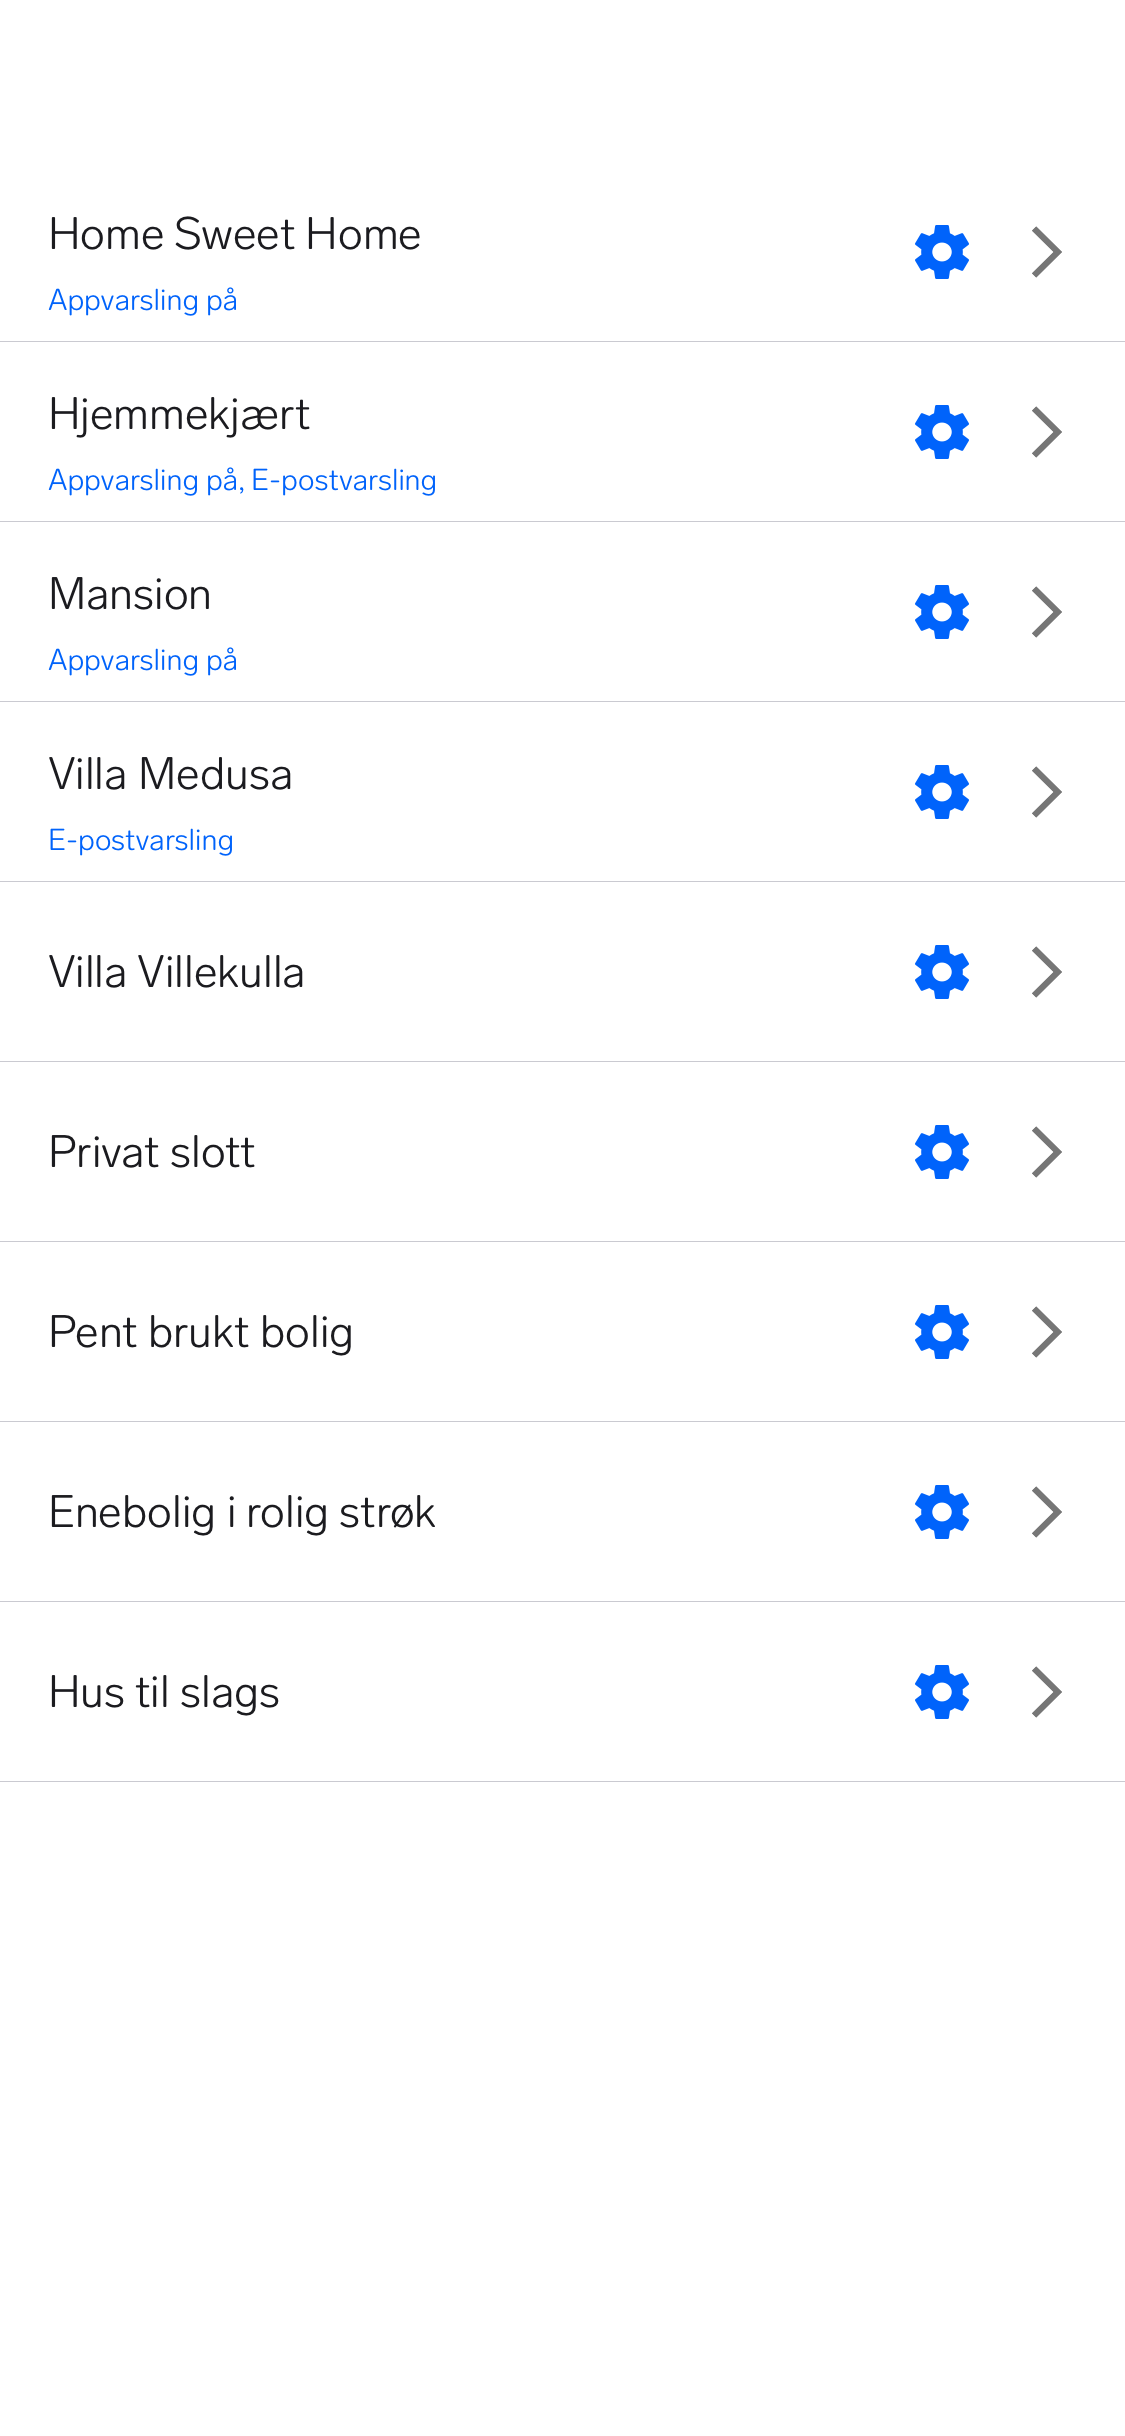 Home Sweet Home
Appvarsling på
Hjemmekjært
Appvarsling på, E-postvarsling
Mansion
Appvarsling på
Villa Medusa
E-postvarsling
Villa Villekulla
Privat slott
Pent brukt bolig
Enebolig i rolig strøk
Hus til slags